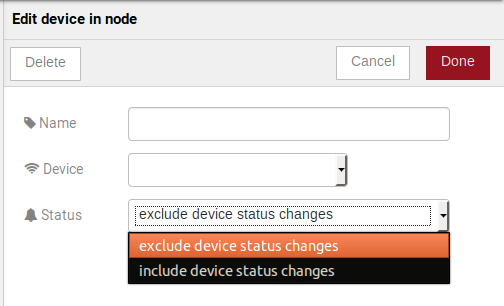 Edit device in node
Delete
Cancel
Done
Name
Device
Status
exclude device status changes
exclude device status changes
include device status changes